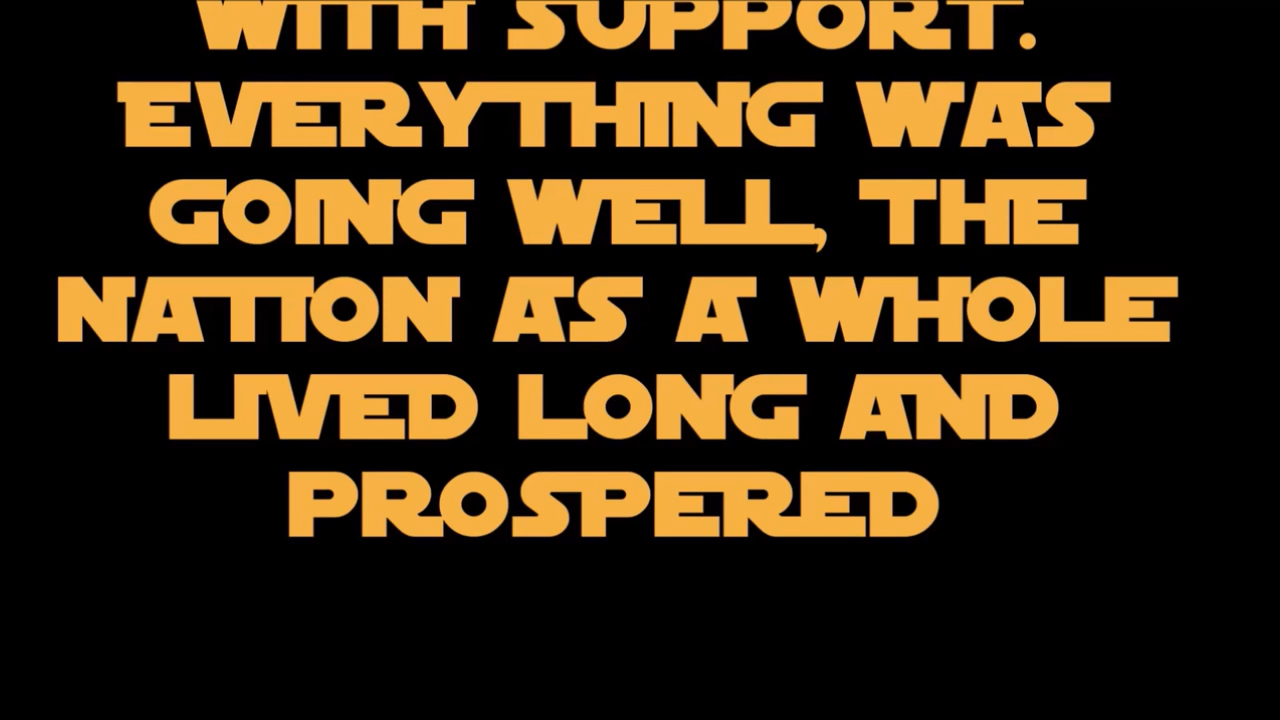 WITH SUPPORT.
EVERYTHING WAS
GOING WELL, THE
NATION AS A WHOLE
LIVED LONG AND
PROSPERED